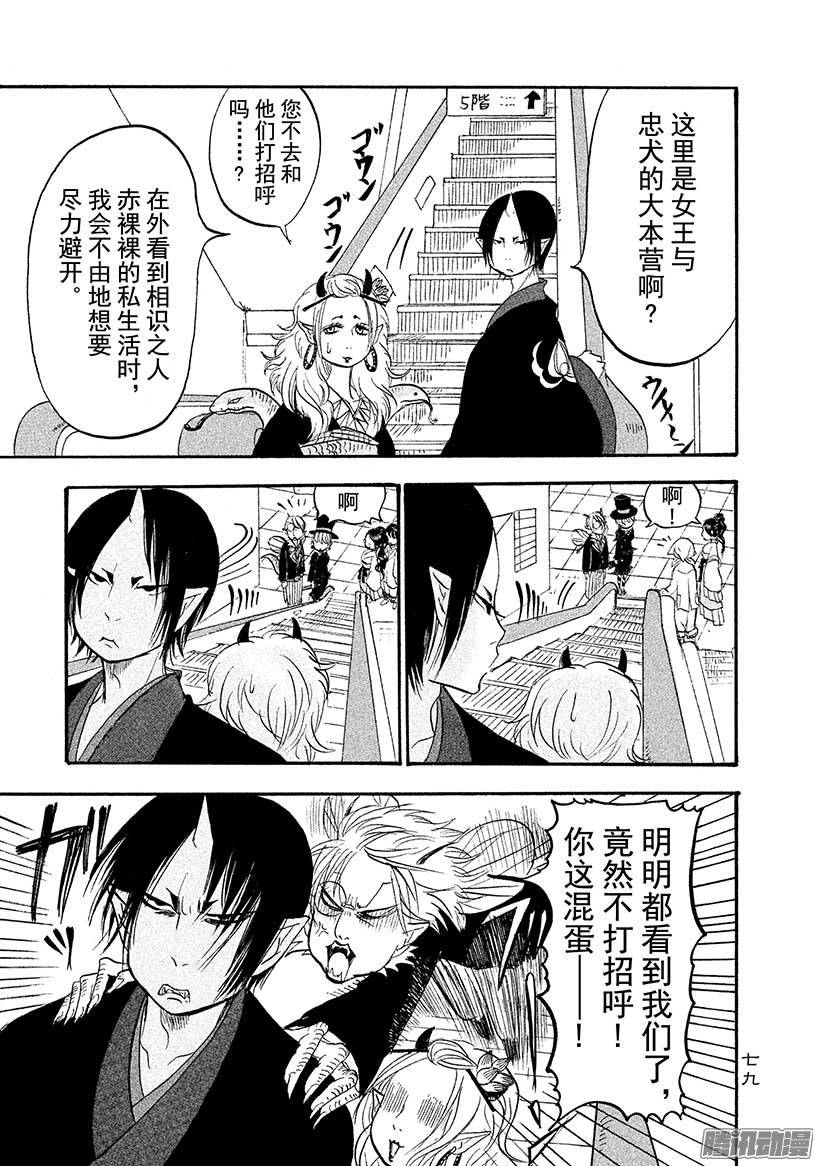 5階
这里是女王与
忠犬的大本营啊?
ゴウン
ゴウン
您不去和
他们打招呼
吗……?
在外看到相识之人
赤裸裸的私生活时,
我会不由地想要
尽力避开。
啊!
啊
明明都看到我们了,
竟然不打招呼!
你这混蛋——!
七九
腾讯动漫